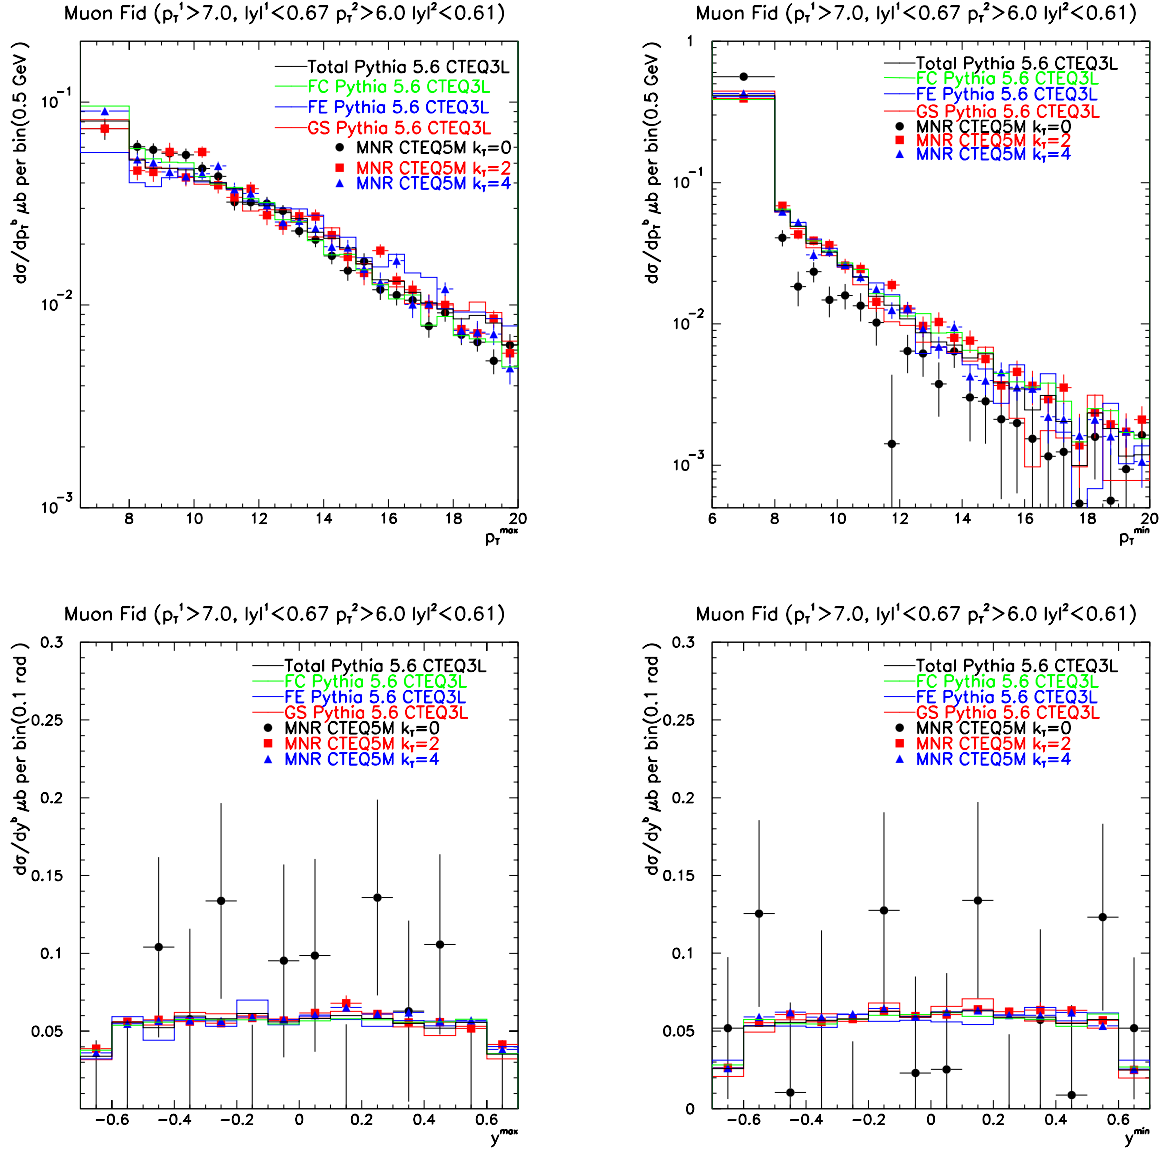 Muon Fid (p_T^1>7.0, |y|^1<0.67 p_T^2>6.0 |y|^2<0.61)
dσ/dp_T^b μb per bin(0.5 GeV)
Total Pythia 5.6 CTEQ3L
FC Pythia 5.6 CTEQ3L
FE Pythia 5.6 CTEQ3L
GS Pythia 5.6 CTEQ3L
MNR CTEQ5M k_T=0
MNR CTEQ5M k_T=2
MNR CTEQ5M k_T=4
10^-1
10^-2
10^-3
8 10 12 14 16 18 20
p_T^max
Muon Fid (p_T^1>7.0, |y|^1<0.67 p_T^2>6.0 |y|^2<0.61)
dσ/dp_T^b μb per bin(0.5 GeV)
Total Pythia 5.6 CTEQ3L
FC Pythia 5.6 CTEQ3L
FE Pythia 5.6 CTEQ3L
GS Pythia 5.6 CTEQ3L
MNR CTEQ5M k_T=0
MNR CTEQ5M k_T=2
MNR CTEQ5M k_T=4
1
10^-1
10^-2
10^-3
6 8 10 12 14 16 18 20
p_T^min
Muon Fid (p_T^1>7.0, |y|^1<0.67 p_T^2>6.0 |y|^2<0.61)
dσ/dy^b μb per bin(0.1 rad)
Total Pythia 5.6 CTEQ3L
FC Pythia 5.6 CTEQ3L
FE Pythia 5.6 CTEQ3L
GS Pythia 5.6 CTEQ3L
MNR CTEQ5M k_T=0
MNR CTEQ5M k_T=2
MNR CTEQ5M k_T=4
0.3
0.25
0.2
0.15
0.1
0.05
−0.6 −0.4 −0.2 0 0.2 0.4 0.6
y^max
Muon Fid (p_T^1>7.0, |y|^1<0.67 p_T^2>6.0 |y|^2<0.61)
dσ/dy^b μb per bin(0.1 rad)
Total Pythia 5.6 CTEQ3L
FC Pythia 5.6 CTEQ3L
FE Pythia 5.6 CTEQ3L
GS Pythia 5.6 CTEQ3L
MNR CTEQ5M k_T=0
MNR CTEQ5M k_T=2
MNR CTEQ5M k_T=4
0.3
0.25
0.2
0.15
0.1
0.05
0
−0.6 −0.4 −0.2 0 0.2 0.4 0.6
y^min